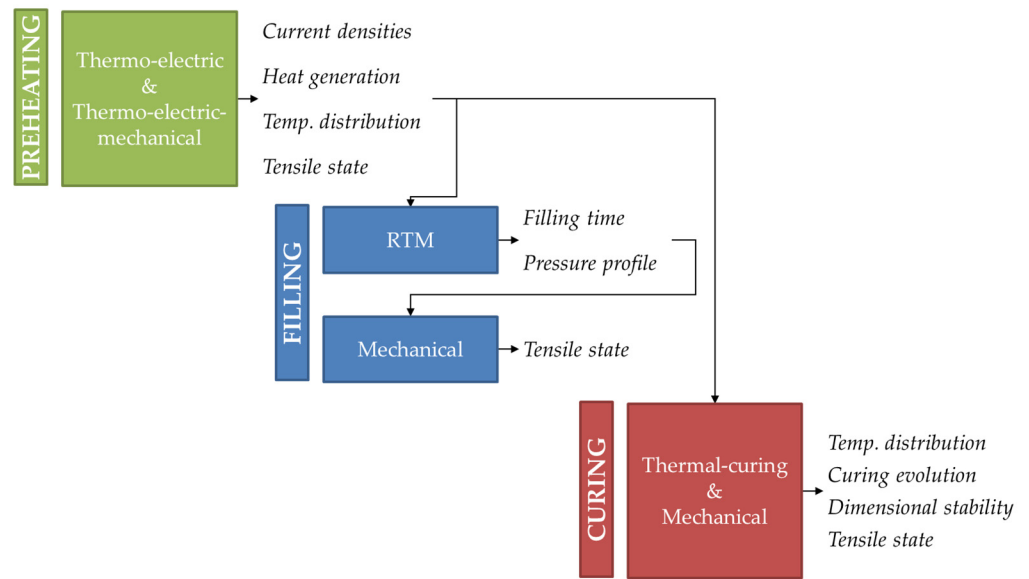 PREHEATING
Thermo-electric
&
Thermo-electric-
mechanical
Current densities
Heat generation
Temp. distribution
Tensile state
FILLING
RTM
Filling time
Pressure profile
Mechanical
Tensile state
CURING
Thermal-curing
&
Mechanical
Temp. distribution
Curing evolution
Dimensional stability
Tensile state